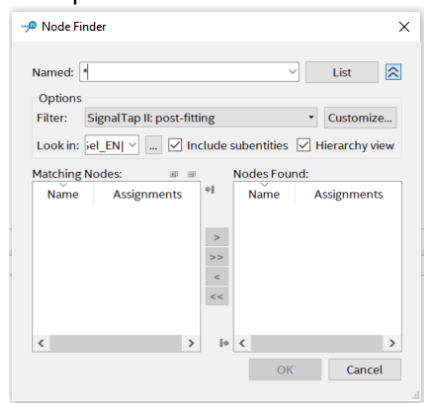 Node Finder
Named: *
List
Options
Filter: SignalTap II: post-fitting
Customize...
Look in: sel_EN| ... Include subentities Hierarchy view
Matching Nodes: Nodes Found:
Name Assignments Name Assignments
>
>>
<
<<
OK Cancel